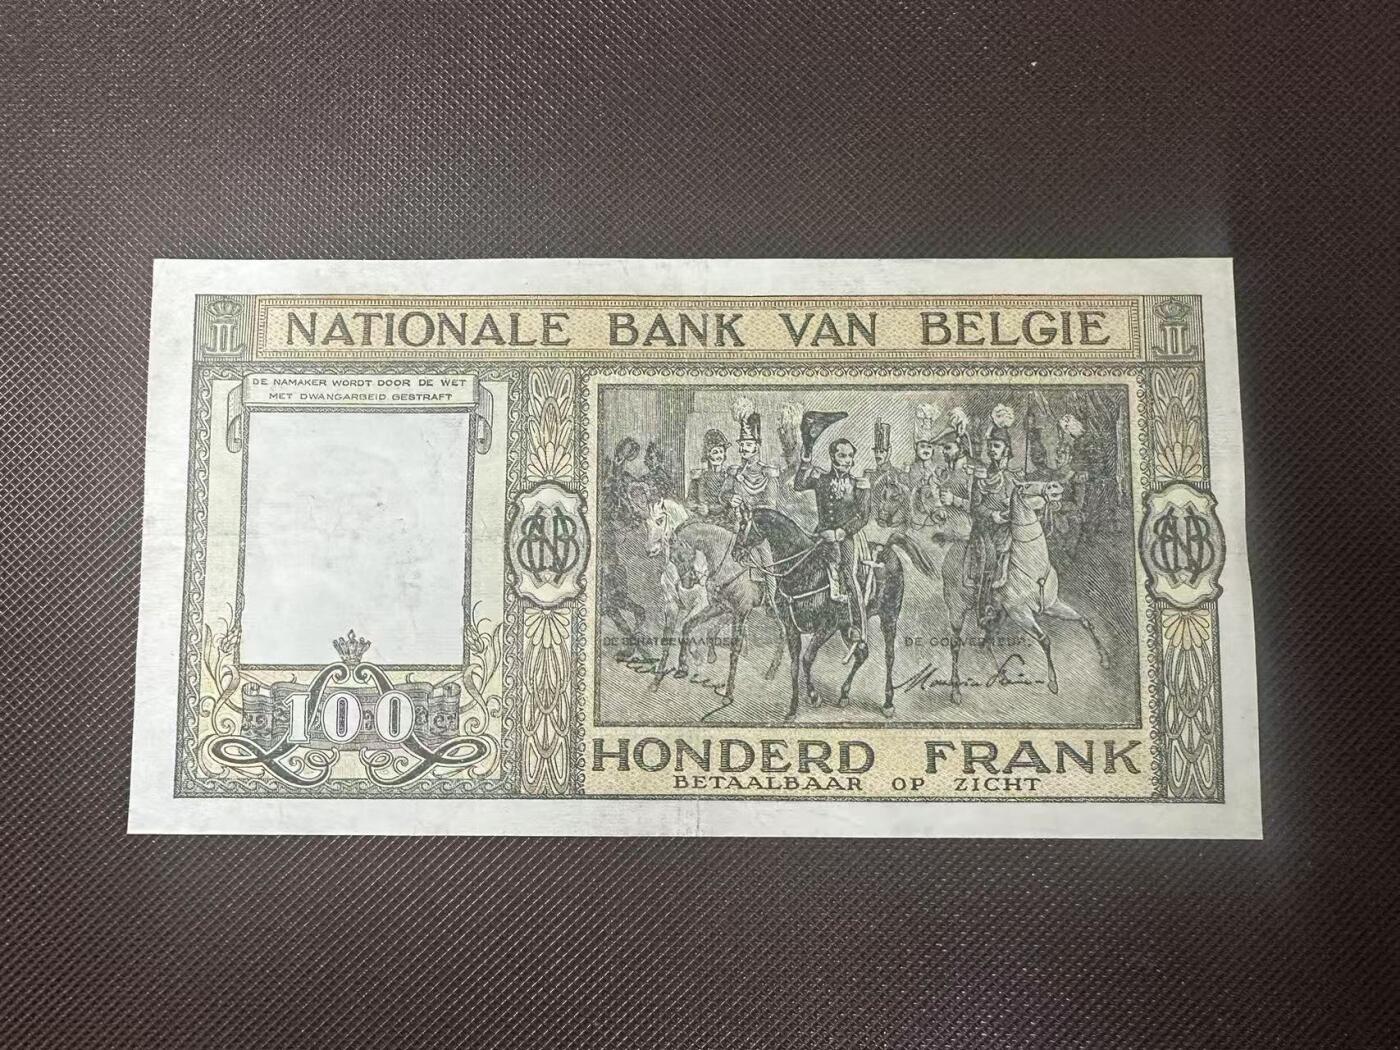 NATIONALE BANK VAN BELGIE
DE NAMAKER WORDT DOOR DE WET
MET DWANGARBEID GESTRAFT
DE SCHATBEWAARDER
DE GOUVERNEUR,
100
HONDERD FRANK
BETAALBAAR OP ZICHT